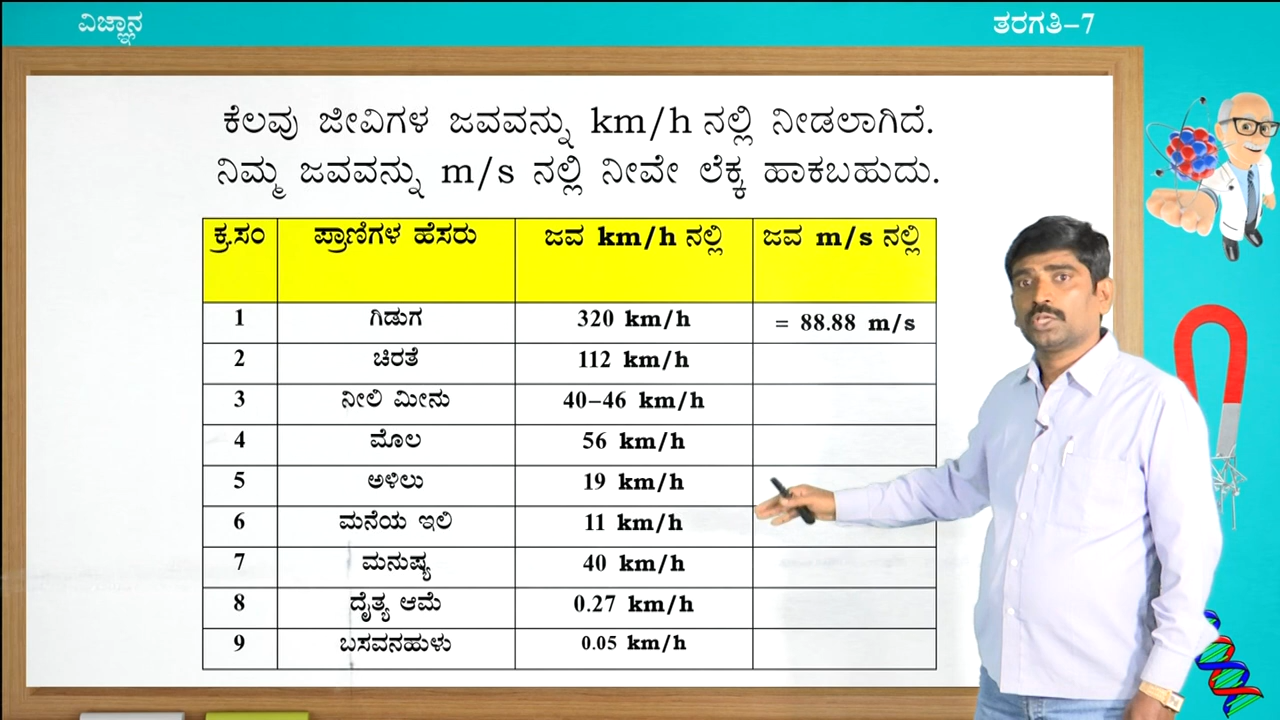 ವಿಜ್ಞಾನ
ತರಗತಿ–7
ಕೆಲವು ಜೀವಿಗಳ ಜವವನ್ನು km/h ನಲ್ಲಿ ನೀಡಲಾಗಿದೆ.
ನಿಮ್ಮ ಜವವನ್ನು m/s ನಲ್ಲಿ ನೀವೇ ಲೆಕ್ಕ ಹಾಕಬಹುದು.
ಕ್ರ.ಸಂ ಪ್ರಾಣಿಗಳ ಹೆಸರು ಜವ km/h ನಲ್ಲಿ ಜವ m/s ನಲ್ಲಿ
1 ಗಿಡುಗ 320 km/h = 88.88 m/s
2 ಚಿರತೆ 112 km/h
3 ನೀಲಿ ಮೀನು 40–46 km/h
4 ಮೊಲ 56 km/h
5 ಅಳಿಲು 19 km/h
6 ಮನೆಯ ಇಲಿ 11 km/h
7 ಮನುಷ್ಯ 40 km/h
8 ದೈತ್ಯ ಆಮೆ 0.27 km/h
9 ಬಸವನಹುಳು 0.05 km/h